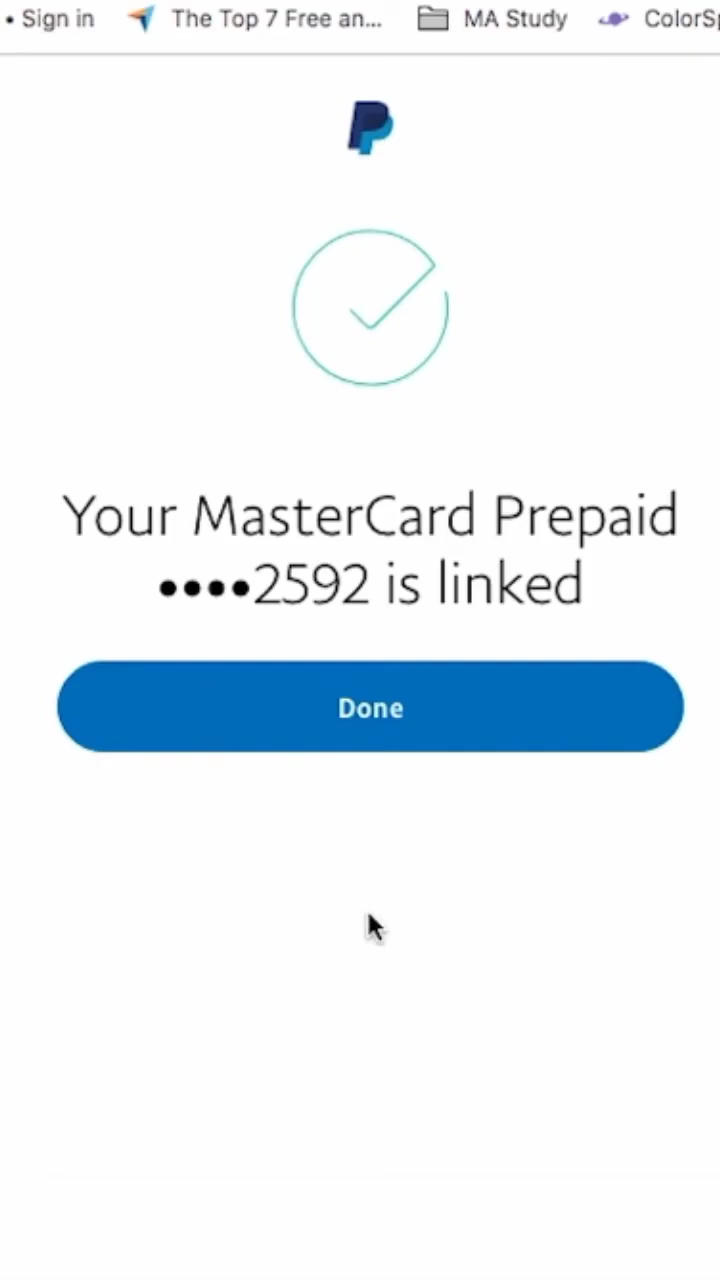 • Sign in The Top 7 Free an... MA Study ColorSp
Your MasterCard Prepaid
••••2592 is linked
Done